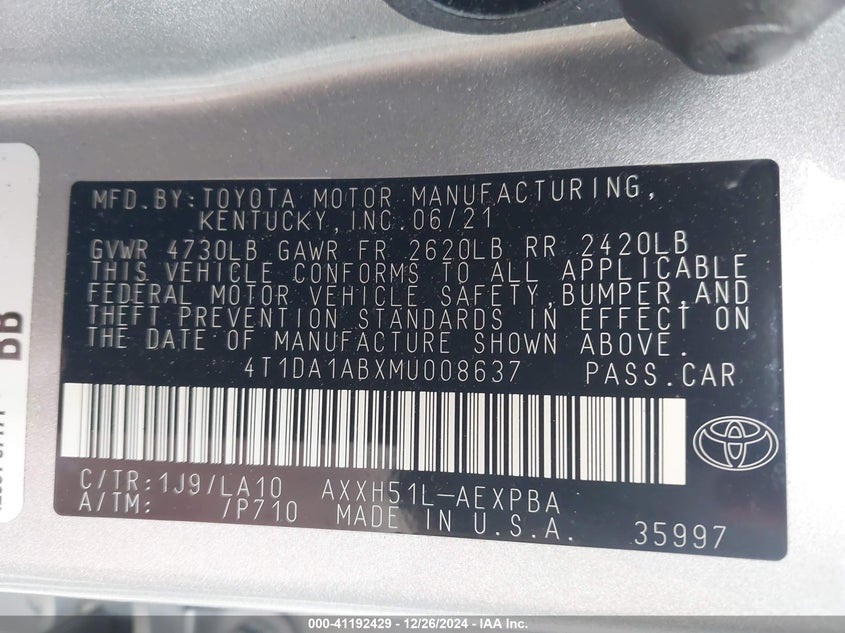 MFD.BY:TOYOTA MOTOR MANUFACTURING,
KENTUCKY,INC.06/21
GVWR 4730LB GAWR FR 2620LB RR 2420LB
THIS VEHICLE CONFORMS TO ALL APPLICABLE
FEDERAL MOTOR VEHICLE SAFETY,BUMPER,AND
THEFT PREVENTION STANDARDS IN EFFECT ON
THE DATE OF MANUFACTURE SHOWN ABOVE.
4T1DA1ABXMU008637 PASS.CAR
C/TR:1J9/LA10 AXXH51L-AEXPBA
A/TM: /P710 MADE IN U.S.A. 35997
BB
000-41192429 - 12/26/2024 - IAA Inc.